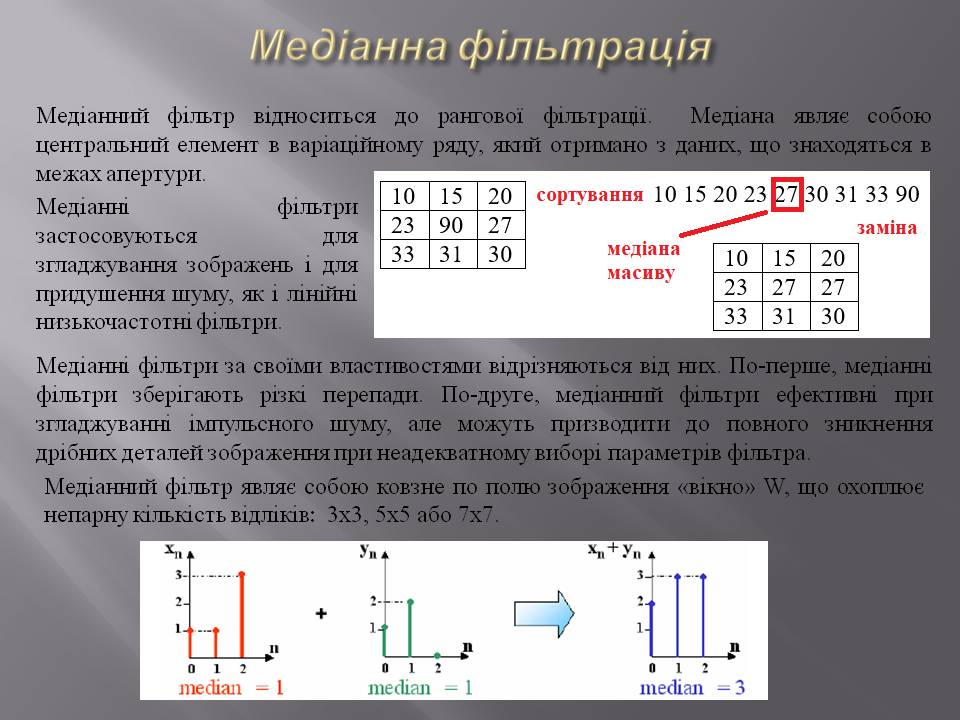 Медіанна фільтрація
Медіанний фільтр відноситься до рангової фільтрації. Медіана являє собою
центральний елемент в варіаційному ряду, який отримано з даних, що знаходяться в
межах апертури.
Медіанні фільтри
застосовуються для
згладжування зображень і для
придушення шуму, як і лінійні
низькочастотні фільтри.
10 15 20
23 90 27
33 31 30
сортування 10 15 20 23 27 30 31 33 90
заміна
медіана
масиву
10 15 20
23 27 27
33 31 30
Медіанні фільтри за своїми властивостями відрізняються від них. По-перше, медіанні
фільтри зберігають різкі перепади. По-друге, медіанний фільтри ефективні при
згладжуванні імпульсного шуму, але можуть призводити до повного зникнення
дрібних деталей зображення при неадекватному виборі параметрів фільтра.
Медіанний фільтр являє собою ковзне по полю зображення «вікно» W, що охоплює
непарну кількість відліків: 3х3, 5х5 або 7х7.
xn
3
2
1
0 1 2
n
median = 1
+
yn
2
1
0 1 2
n
median = 1
xn + yn
3
2
1
0 1 2
n
median = 3